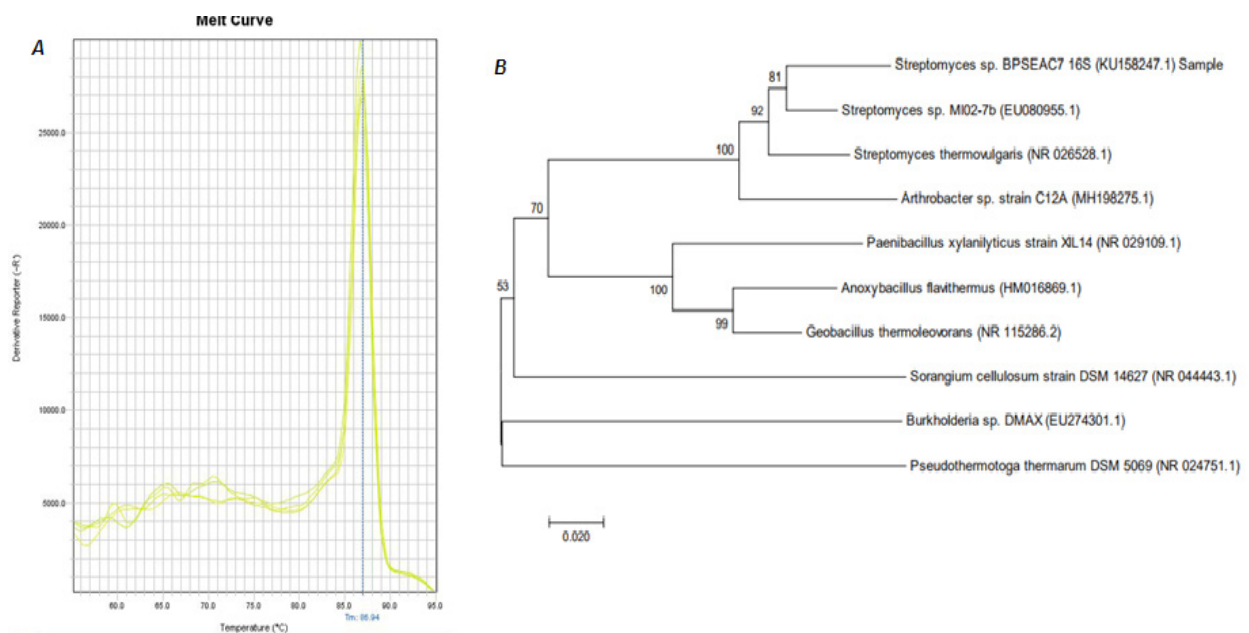 Melt Curve
A
Derivative Reporter (-R)
25000.0
20000.0
15000.0
10000.0
5000.0
60.0 65.0 70.0 75.0 80.0 85.0 90.0 95.0
Tm: 86.94
Temperature (°C)
B
Streptomyces sp. BPSEAC7 16S (KU158247.1) Sample
81
Streptomyces sp. MI02-7b (EU080955.1)
92
Streptomyces thermovulgaris (NR 026528.1)
100
Arthrobacter sp. strain C12A (MH198275.1)
70
Paenibacillus xylanilyticus strain XIL14 (NR 029109.1)
Anoxybacillus flavithermus (HM016869.1)
100
53
99
Geobacillus thermoleovorans (NR 115286.2)
Sorangium cellulosum strain DSM 14627 (NR 044443.1)
Burkholderia sp. DMAX (EU274301.1)
Pseudothermotoga thermarum DSM 5069 (NR 024751.1)
0.020